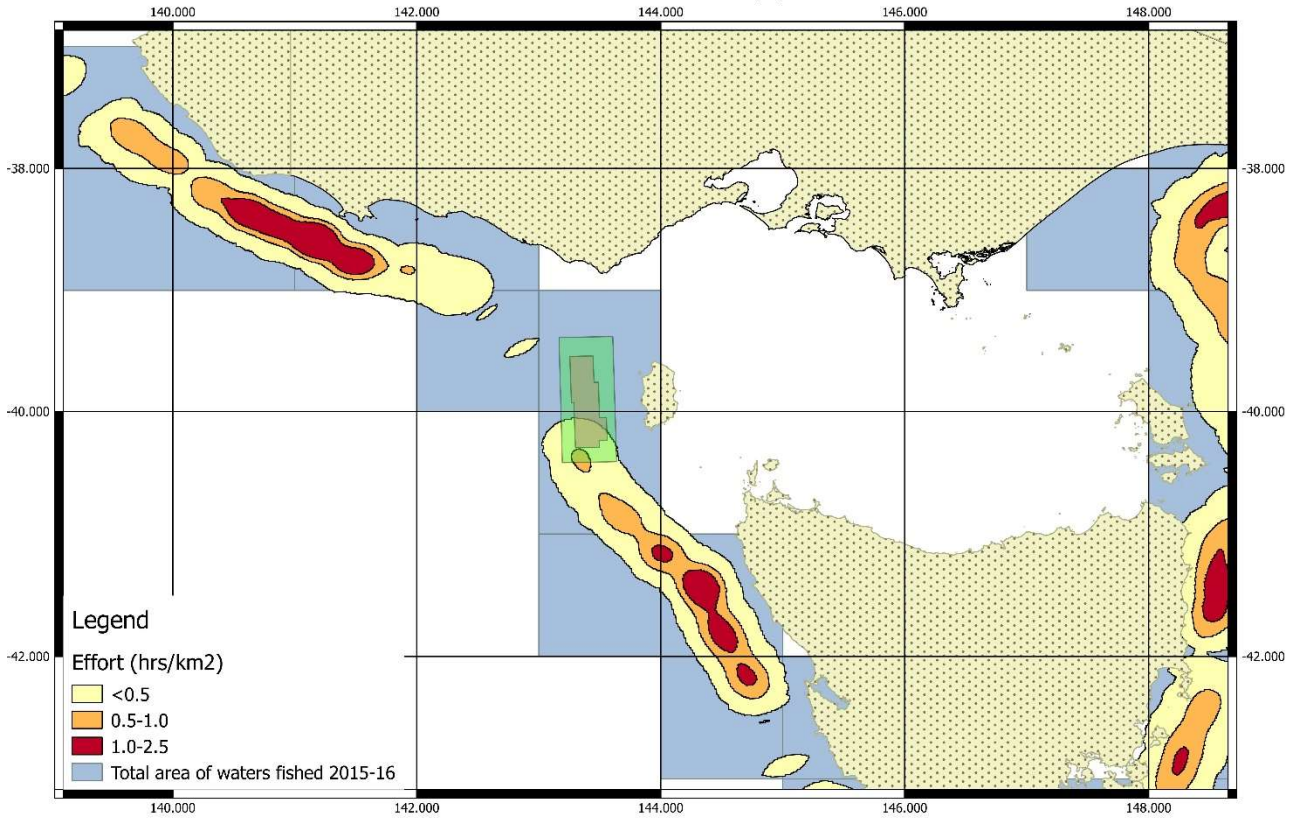 140.000 142.000 144.000 146.000 148.000
-38.000 -38.000
-40.000 -40.000
-42.000 -42.000
Legend
Effort (hrs/km2)
<0.5
0.5-1.0
1.0-2.5
Total area of waters fished 2015-16
140.000 142.000 144.000 146.000 148.000